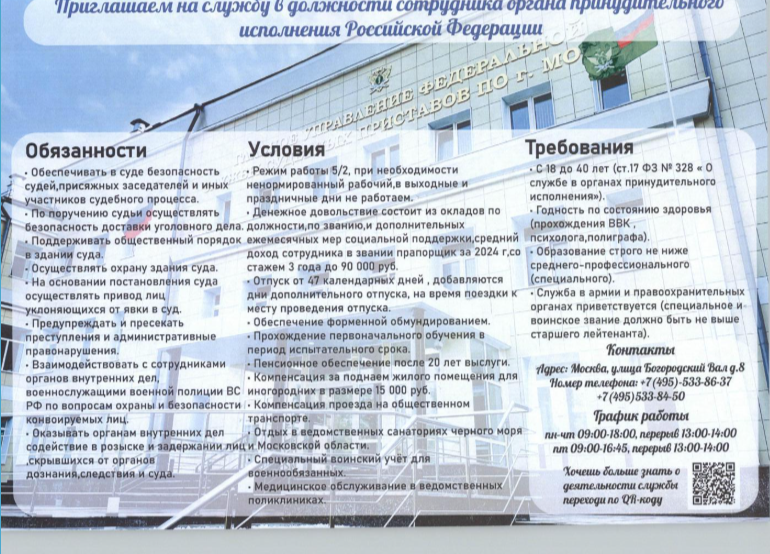 Приглашаем на службу в должности сотрудника органа принудительного
исполнения Российской Федерации
УПРАВЛЕНИЕ ФЕДЕРАЛЬНОЙ
ПРИСТАВОВ ПО Г. МО
Обязанности
· Обеспечивать в суде безопасность
судей,присяжных заседателей и иных
участников судебного процесса.
· По поручению судьи осуществлять
безопасность доставки уголовного дела.
· Поддерживать общественный порядок
в здании суда.
· Осуществлять охрану здания суда.
· На основании постановления суда
осуществлять привод лиц
уклоняющихся от явки в суд.
· Предупреждать и пресекать
преступления и административные
правонарушения.
· Взаимодействовать с сотрудниками
органов внутренних дел,
военнослужащими военной полиции ВС
РФ по вопросам охраны и безопасности
конвоируемых лиц.
· Оказывать органам внутренних дел
содействие в розыске и задержании лиц
,скрывшихся от органов
дознания,следствия и суда.
Условия
· Режим работы 5/2, при необходимости
ненормированный рабочий,в выходные и
праздничные дни не работаем.
· Денежное довольствие состоит из окладов по
должности,по званию,и дополнительных
ежемесячных мер социальной поддержки,средний
доход сотрудника в звании прапорщик за 2024 г,со
стажем 3 года до 90 000 руб.
· Отпуск от 47 календарных дней , добавляются
дни дополнительного отпуска, на время поездки к
месту проведения отпуска.
· Обеспечение форменной обмундированием.
· Прохождение первоначального обучения в
период испытательного срока.
· Пенсионное обеспечение после 20 лет выслуги.
· Компенсация за поднаем жилого помещения для
иногородних в размере 15 000 руб.
· Компенсация проезда на общественном
транспорте.
· Отдых в ведомственных санаториях черного моря
и Московской области.
· Специальный воинский учёт для
военнообязанных.
· Медицинское обслуживание в ведомственных
поликлиниках.
Требования
· С 18 до 40 лет (ст.17 ФЗ № 328 « О
службе в органах принудительного
исполнения»).
· Годность по состоянию здоровья
(прохождения ВВК ,
психолога,полиграфа).
· Образование строго не ниже
среднего-профессионального
(специального).
· Служба в армии и правоохранительных
органах приветствуется (специальное и
воинское звание должно быть не выше
старшего лейтенанта).
Контакты
Адрес: Москва, улица Богородский Вал д.8
Номер телефона: +7(495)-533-86-37
+7(495)533-84-50
График работы
пн-чт 09:00-18:00, перерыв 13:00-14:00
пт 09:00-16:45, перерыв 13:00-14:00
Хочешь больше знать о
деятельности службы
переходи по QR-коду